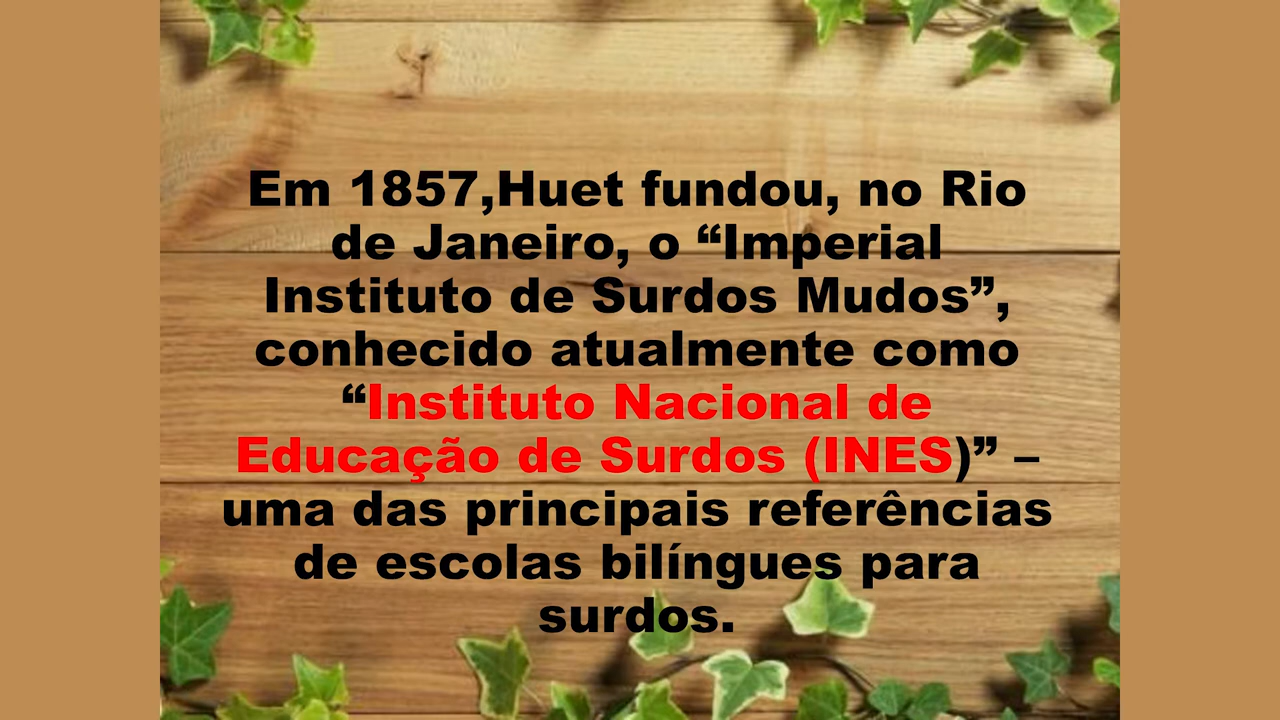 Em 1857,Huet fundou, no Rio
de Janeiro, o “Imperial
Instituto de Surdos Mudos”,
conhecido atualmente como
“Instituto Nacional de
Educação de Surdos (INES)” –
uma das principais referências
de escolas bilíngues para
surdos.